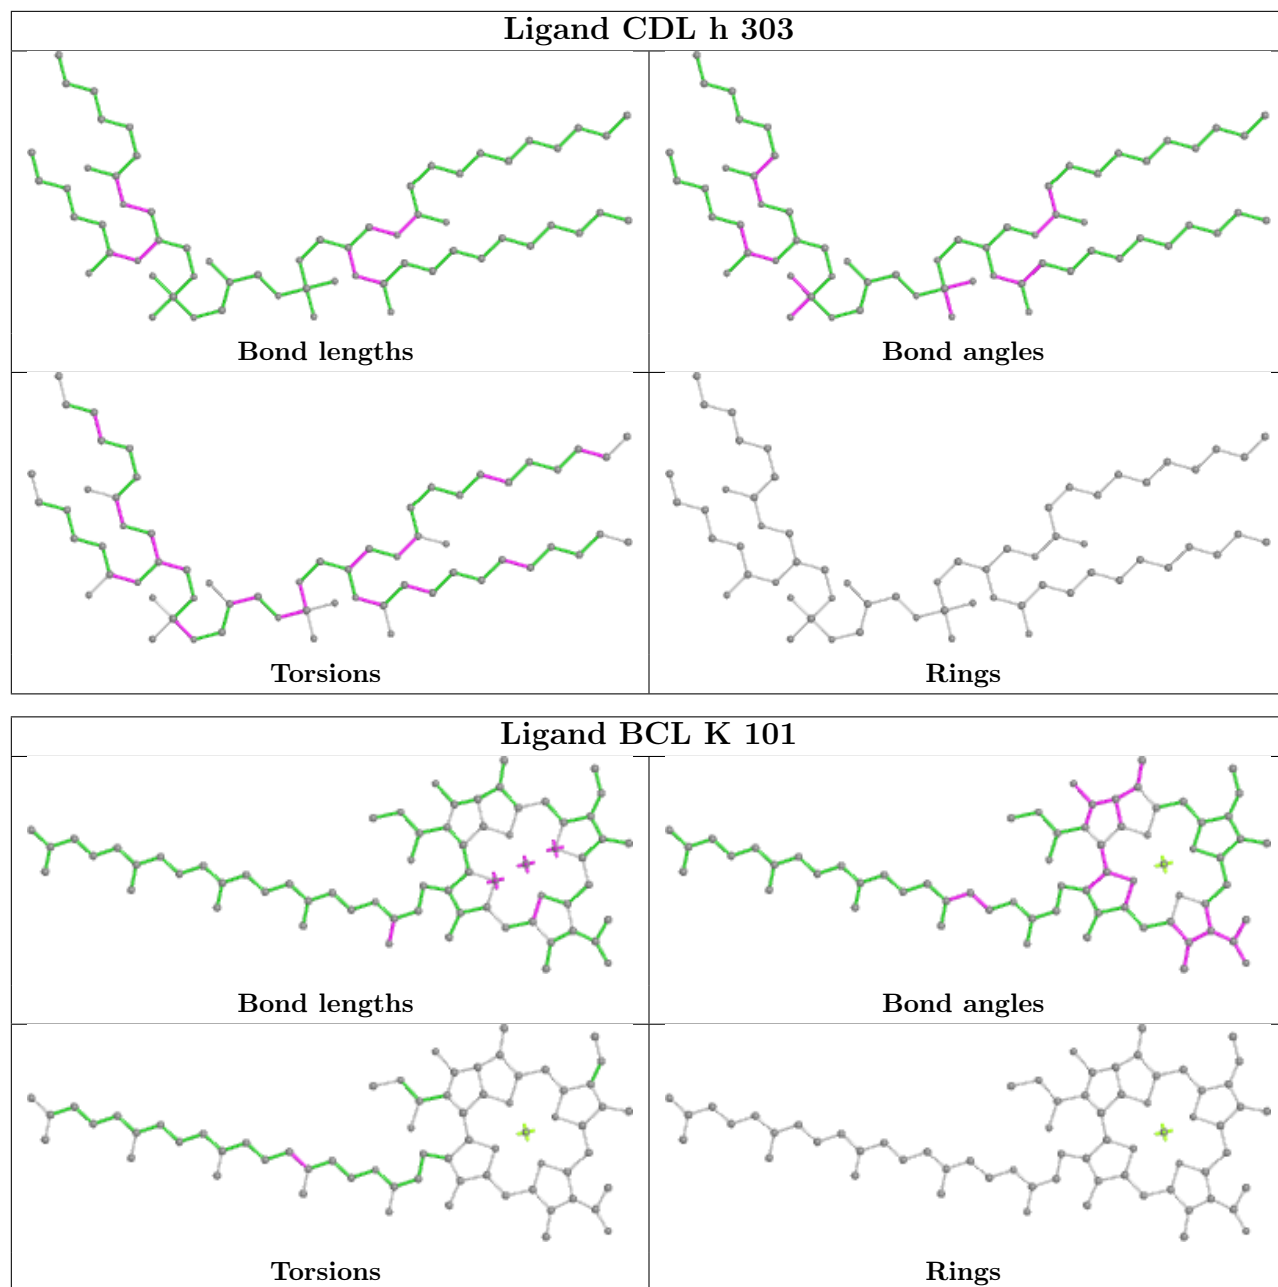 Ligand CDL h 303
Bond lengths
Bond angles
Torsions
Rings
Ligand BCL K 101
Bond lengths
Bond angles
Torsions
Rings